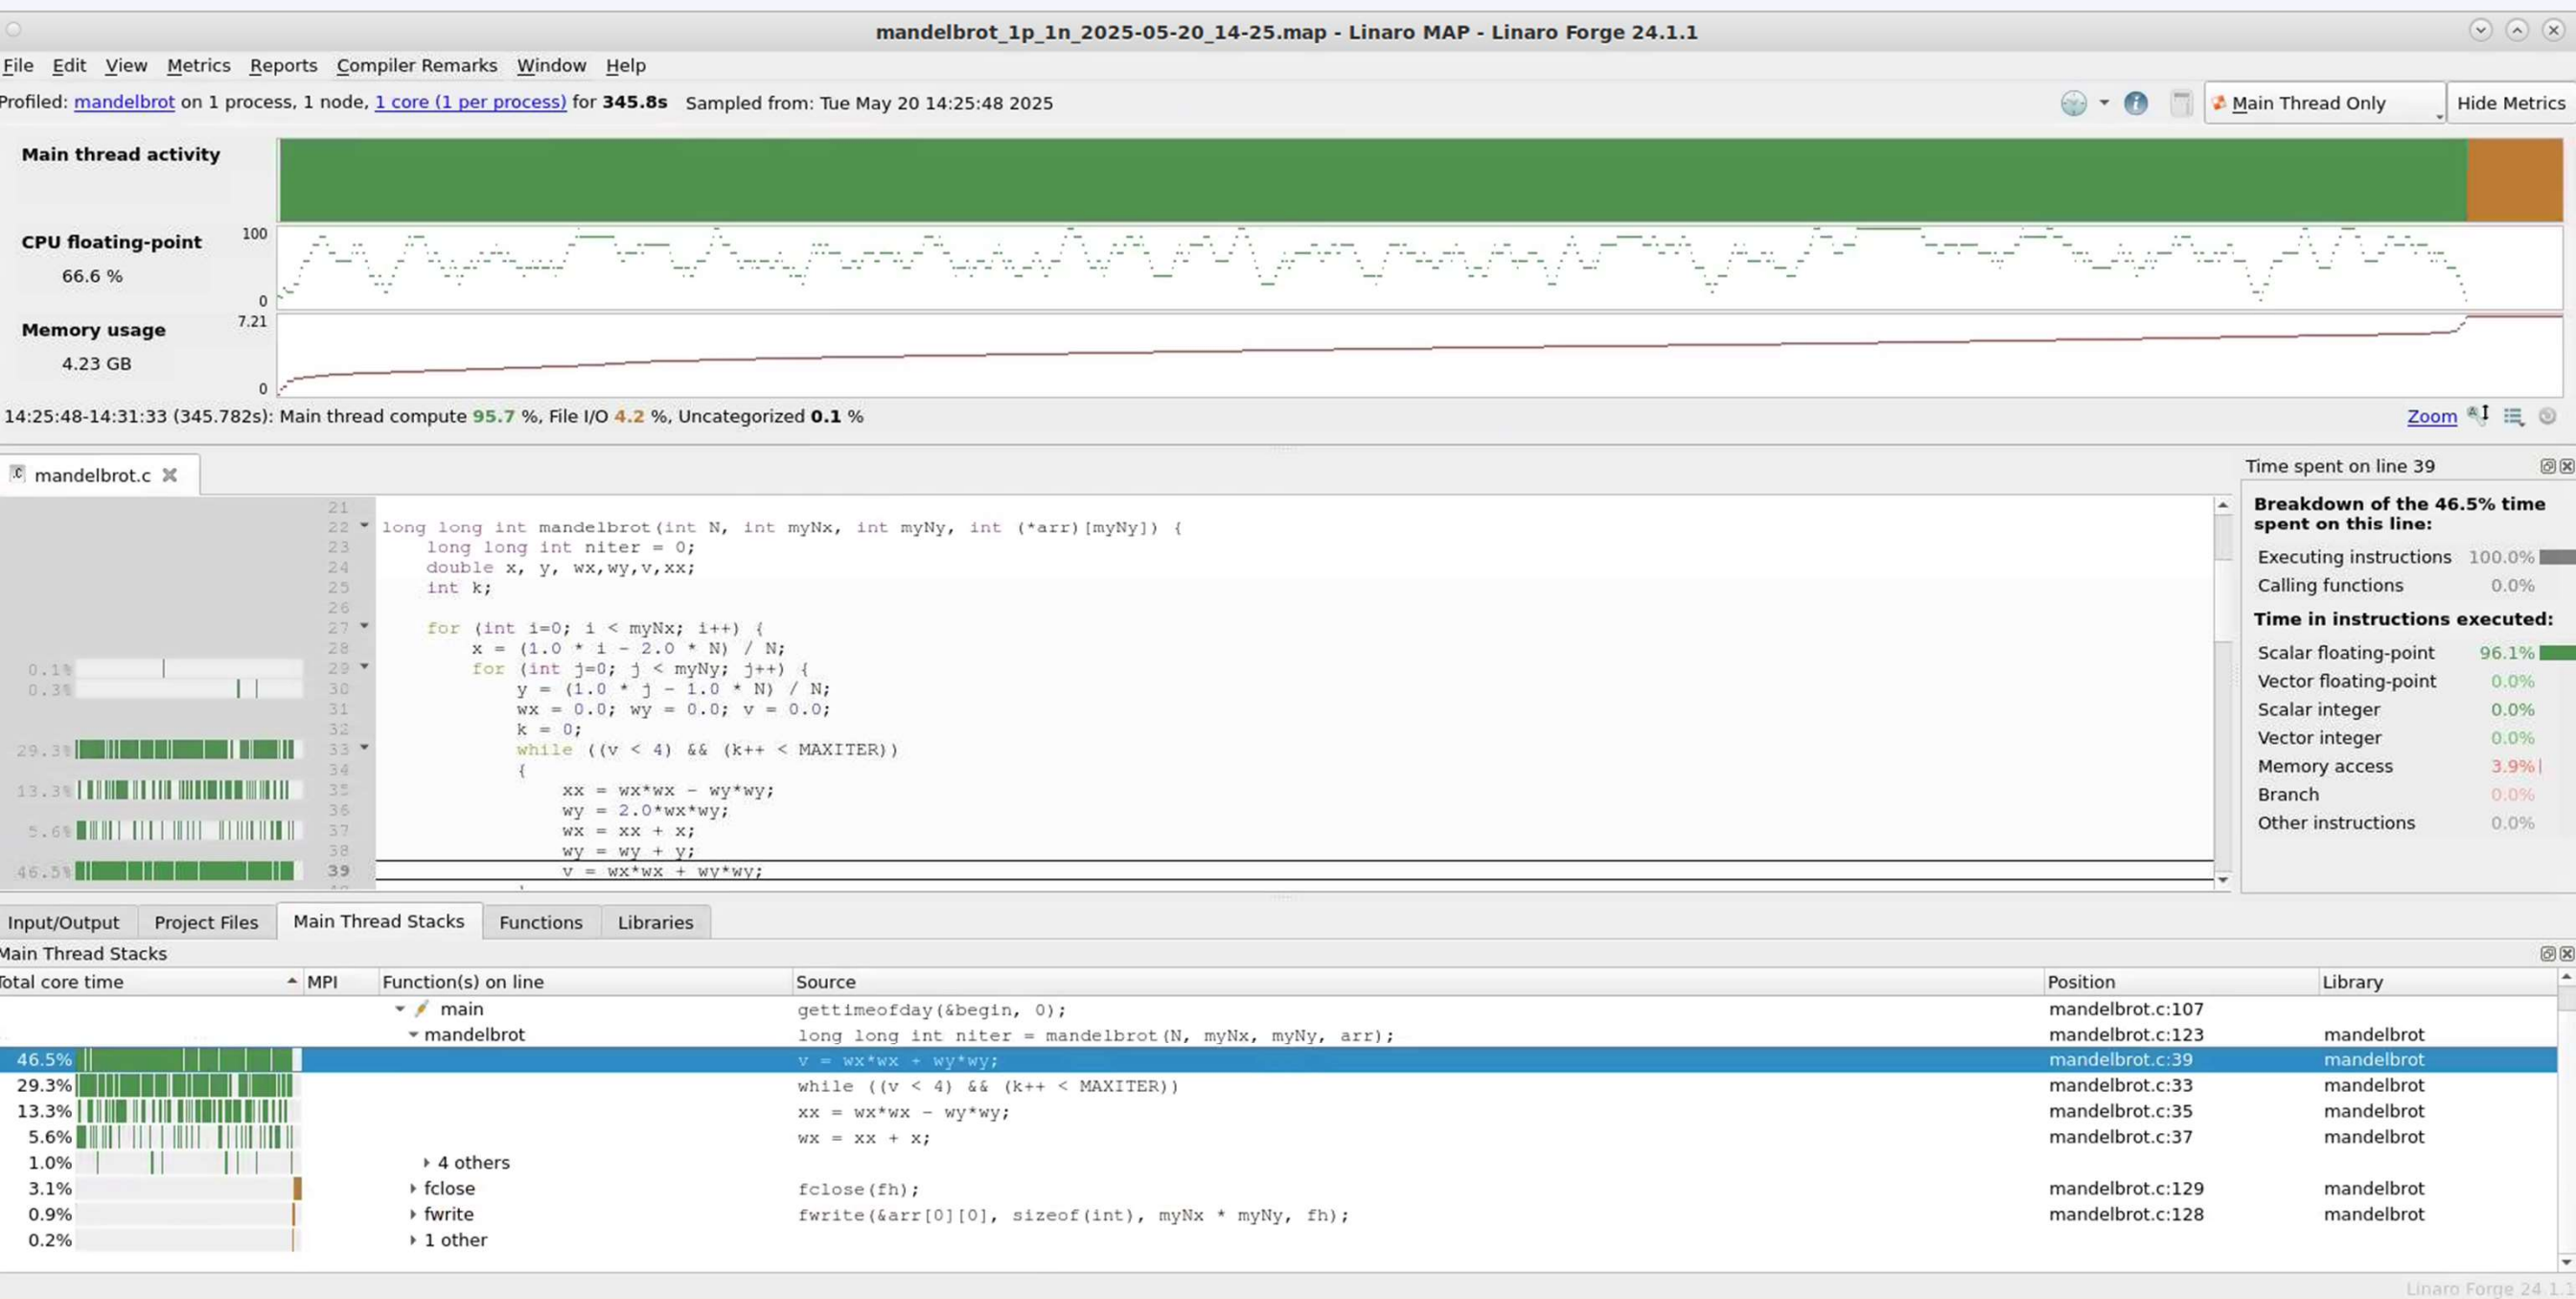 mandelbrot_1p_1n_2025-05-20_14-25.map - Linaro MAP - Linaro Forge 24.1.1
File Edit View Metrics Reports Compiler Remarks Window Help
Profiled: mandelbrot on 1 process, 1 node, 1 core (1 per process) for 345.8s Sampled from: Tue May 20 14:25:48 2025 Main Thread Only Hide Metrics
Main thread activity
CPU floating-point 100
66.6 %
0
Memory usage 7.21
4.23 GB
0
14:25:48-14:31:33 (345.782s): Main thread compute 95.7 %, File I/O 4.2 %, Uncategorized 0.1 % Zoom
mandelbrot.c
21
22 long long int mandelbrot(int N, int myNx, int myNy, int (*arr)[myNy]) {
23 long long int niter = 0;
24 double x, y, wx,wy,v,xx;
25 int k;
26
27 for (int i=0; i < myNx; i++) {
28 x = (1.0 * i - 2.0 * N) / N;
0.1% 29 for (int j=0; j < myNy; j++) {
0.3% 30 y = (1.0 * j - 1.0 * N) / N;
31 wx = 0.0; wy = 0.0; v = 0.0;
32 k = 0;
29.3% 33 while ((v < 4) && (k++ < MAXITER))
34 {
13.3% 35 xx = wx*wx - wy*wy;
36 wy = 2.0*wx*wy;
5.6% 37 wx = xx + x;
38 wy = wy + y;
46.5% 39 v = wx*wx + wy*wy;
Time spent on line 39
Breakdown of the 46.5% time
spent on this line:
Executing instructions 100.0%
Calling functions 0.0%
Time in instructions executed:
Scalar floating-point 96.1%
Vector floating-point 0.0%
Scalar integer 0.0%
Vector integer 0.0%
Memory access 3.9%
Branch 0.0%
Other instructions 0.0%
Input/Output Project Files Main Thread Stacks Functions Libraries
Main Thread Stacks
Total core time MPI Function(s) on line Source Position Library
main gettimeofday(&begin, 0); mandelbrot.c:107
mandelbrot long long int niter = mandelbrot(N, myNx, myNy, arr); mandelbrot.c:123 mandelbrot
46.5% v = wx*wx + wy*wy; mandelbrot.c:39 mandelbrot
29.3% while ((v < 4) && (k++ < MAXITER)) mandelbrot.c:33 mandelbrot
13.3% xx = wx*wx - wy*wy; mandelbrot.c:35 mandelbrot
5.6% wx = xx + x; mandelbrot.c:37 mandelbrot
1.0% 4 others
3.1% fclose fclose(fh); mandelbrot.c:129 mandelbrot
0.9% fwrite fwrite(&arr[0][0], sizeof(int), myNx * myNy, fh); mandelbrot.c:128 mandelbrot
0.2% 1 other
Linaro Forge 24.1.1